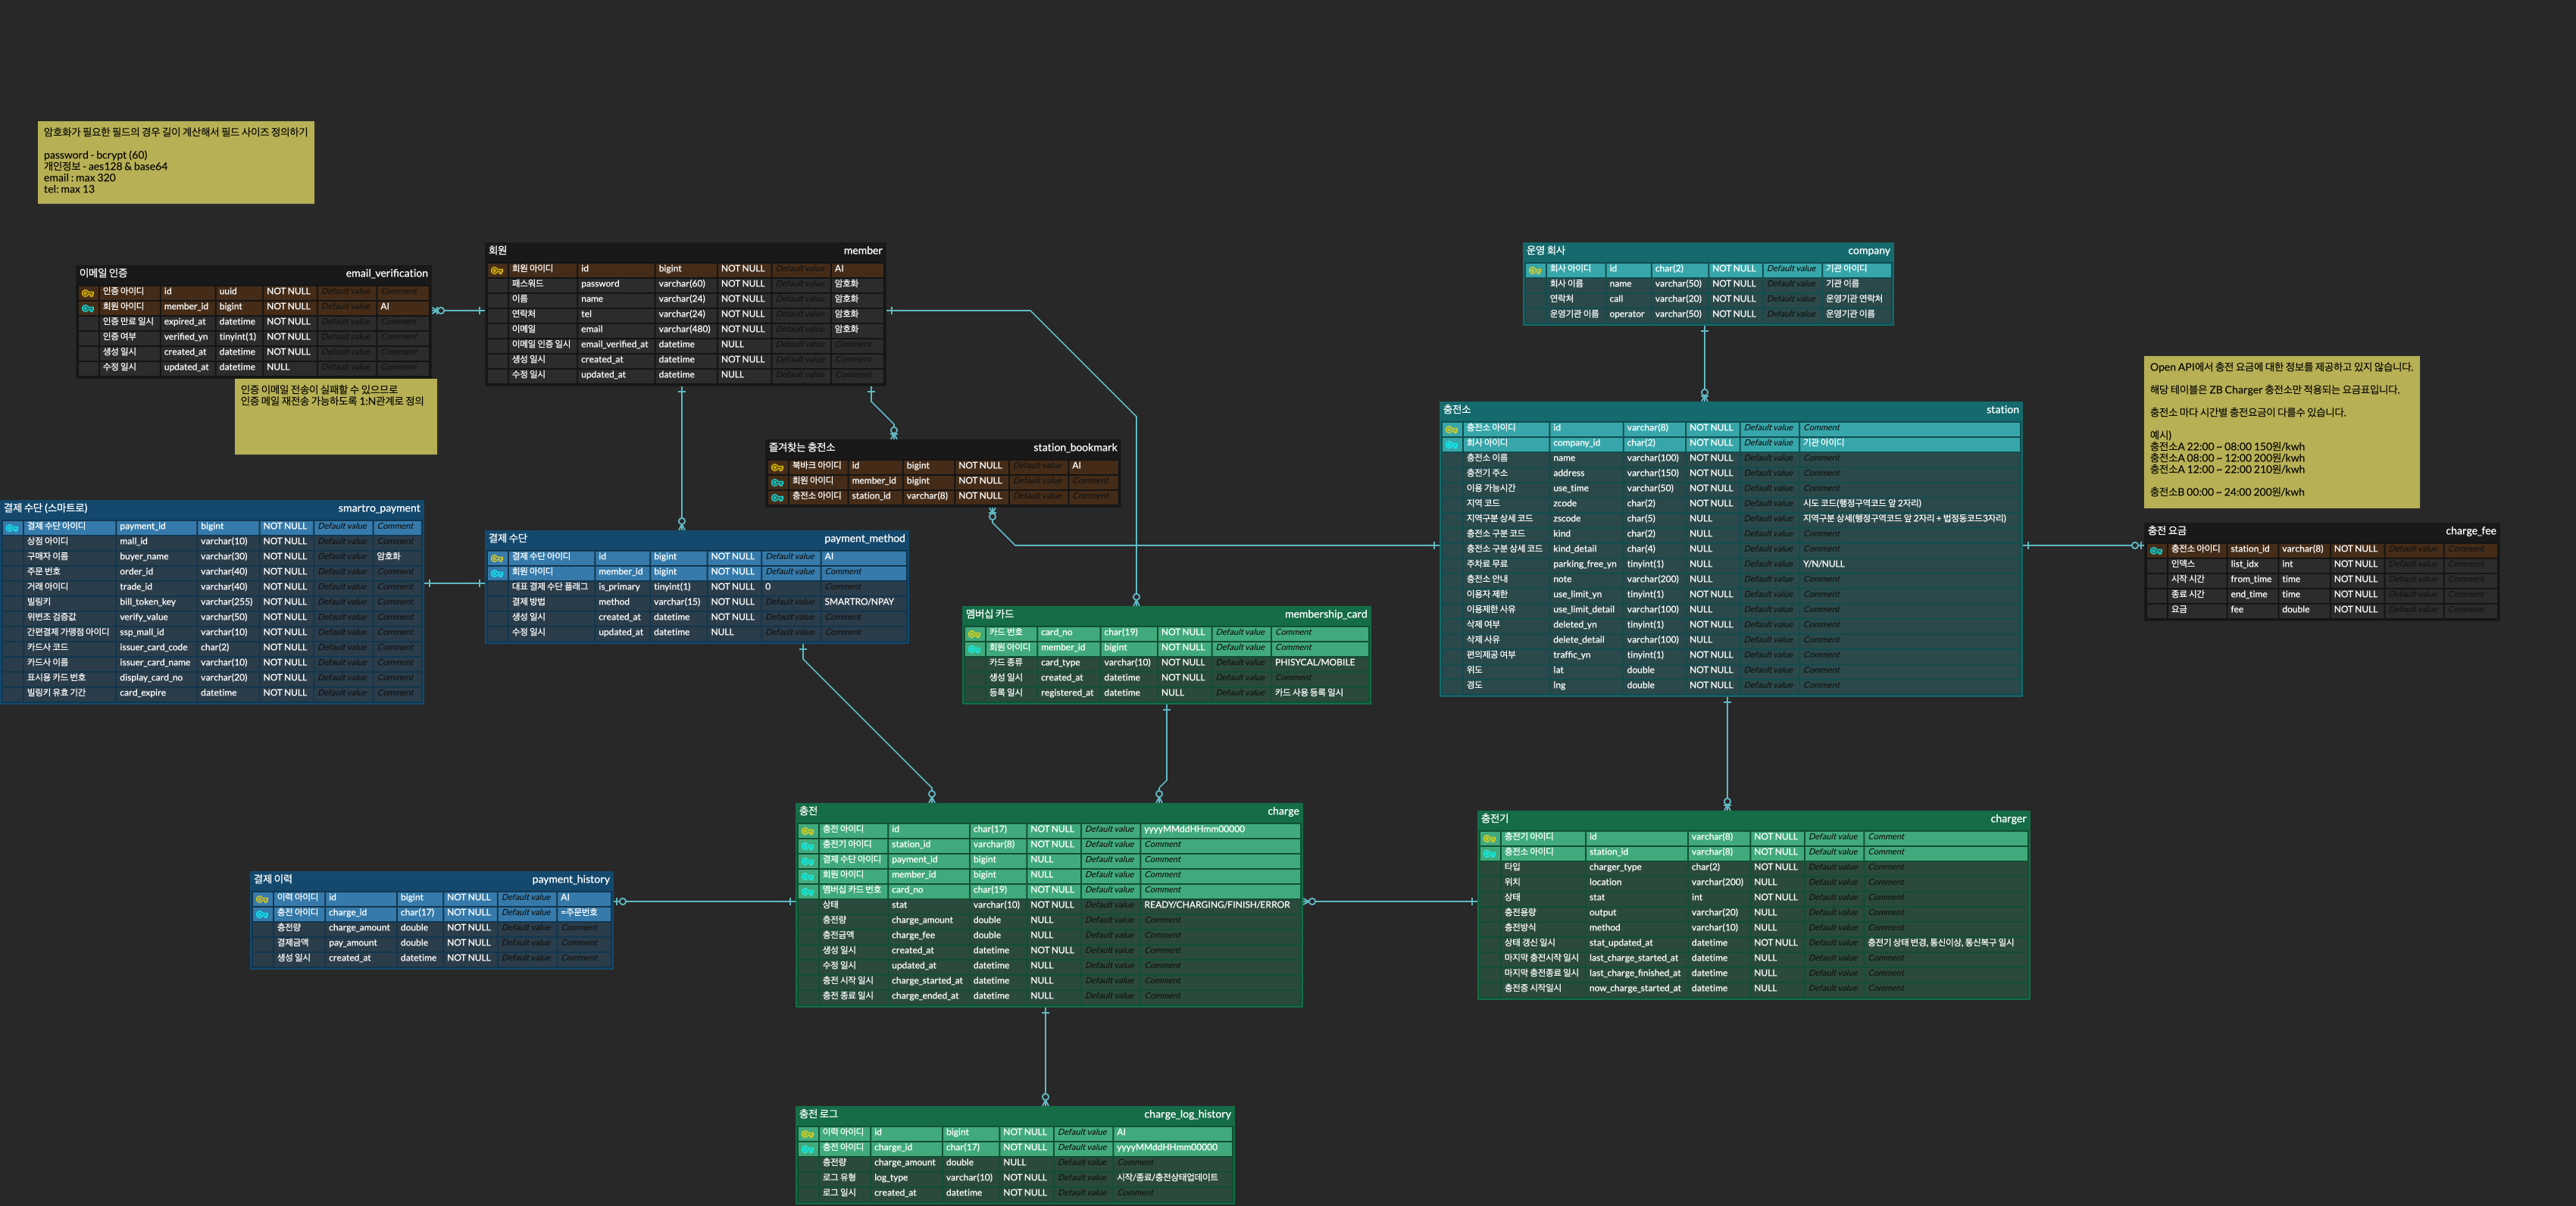 암호화가 필요한 필드의 경우 길이 계산해서 필드 사이즈 정의하기
password - bcrypt (60)
개인정보 - aes128 & base64
email : max 320
tel: max 13
이메일 인증 email_verification
인증 아이디 id uuid NOT NULL Default value Comment
회원 아이디 member_id bigint NOT NULL Default value AI
인증 만료 일시 expired_at datetime NOT NULL Default value Comment
인증 여부 verified_yn tinyint(1) NOT NULL Default value Comment
생성 일시 created_at datetime NOT NULL Default value Comment
수정 일시 updated_at datetime NULL Default value Comment
인증 이메일 전송이 실패할 수 있으므로
인증 메일 재전송 가능하도록 1:N관계로 정의
회원 member
회원 아이디 id bigint NOT NULL Default value AI
패스워드 password varchar(60) NOT NULL Default value 암호화
이름 name varchar(24) NOT NULL Default value 암호화
연락처 tel varchar(24) NOT NULL Default value 암호화
이메일 email varchar(480) NOT NULL Default value 암호화
이메일 인증 일시 email_verified_at datetime NULL Default value Comment
생성 일시 created_at datetime NOT NULL Default value Comment
수정 일시 updated_at datetime NULL Default value Comment
운영 회사 company
회사 아이디 id char(2) NOT NULL Default value 기관 아이디
회사 이름 name varchar(50) NOT NULL Default value 기관 이름
연락처 call varchar(20) NOT NULL Default value 운영기관 연락처
운영기관 이름 operator varchar(50) NOT NULL Default value 운영기관 이름
Open API에서 충전 요금에 대한 정보를 제공하고 있지 않습니다.
해당 테이블은 ZB Charger 충전소만 적용되는 요금표입니다.
충전소 마다 시간별 충전요금이 다를수 있습니다.
예시)
충전소A 22:00 ~ 08:00 150원/kwh
충전소A 08:00 ~ 12:00 200원/kwh
충전소A 12:00 ~ 22:00 210원/kwh
충전소B 00:00 ~ 24:00 200원/kwh
즐겨찾는 충전소 station_bookmark
북바크 아이디 id bigint NOT NULL Default value AI
회원 아이디 member_id bigint NOT NULL Default value Comment
충전소 아이디 station_id varchar(8) NOT NULL Default value Comment
충전소 station
충전소 아이디 id varchar(8) NOT NULL Default value Comment
회사 아이디 company_id char(2) NOT NULL Default value 기관 아이디
충전소 이름 name varchar(100) NOT NULL Default value Comment
충전기 주소 address varchar(150) NOT NULL Default value Comment
이용 가능시간 use_time varchar(50) NOT NULL Default value Comment
지역 코드 zcode char(2) NOT NULL Default value 시도 코드(행정구역코드 앞 2자리)
지역구분 상세 코드 zscode char(5) NULL Default value 지역구분 상세(행정구역코드 앞 2자리 + 법정동코드3자리)
충전소 구분 코드 kind char(2) NULL Default value Comment
충전소 구분 상세 코드 kind_detail char(4) NULL Default value Comment
주차료 무료 parking_free_yn tinyint(1) NULL Default value Y/N/NULL
충전소 안내 note varchar(200) NULL Default value Comment
이용자 제한 use_limit_yn tinyint(1) NOT NULL Default value Comment
이용제한 사유 use_limit_detail varchar(100) NULL Default value Comment
삭제 여부 deleted_yn tinyint(1) NOT NULL Default value Comment
삭제 사유 delete_detail varchar(100) NULL Default value Comment
편의제공 여부 traffic_yn tinyint(1) NOT NULL Default value Comment
위도 lat double NOT NULL Default value Comment
경도 lng double NOT NULL Default value Comment
충전 요금 charge_fee
충전소 아이디 station_id varchar(8) NOT NULL Default value Comment
인덱스 list_idx int NOT NULL Default value Comment
시작 시간 from_time time NOT NULL Default value Comment
종료 시간 end_time time NOT NULL Default value Comment
요금 fee double NOT NULL Default value Comment
결제 수단 (스마트로) smartro_payment
결제 수단 아이디 payment_id bigint NOT NULL Default value Comment
상점 아이디 mall_id varchar(10) NOT NULL Default value Comment
구매자 이름 buyer_name varchar(30) NOT NULL Default value 암호화
주문 번호 order_id varchar(40) NOT NULL Default value Comment
거래 아이디 trade_id varchar(40) NOT NULL Default value Comment
빌링키 bill_token_key varchar(255) NOT NULL Default value Comment
위변조 검증값 verify_value varchar(50) NOT NULL Default value Comment
간편결제 가맹점 아이디 ssp_mall_id varchar(10) NOT NULL Default value Comment
카드사 코드 issuer_card_code char(2) NOT NULL Default value Comment
카드사 이름 issuer_card_name varchar(10) NOT NULL Default value Comment
표시용 카드 번호 display_card_no varchar(20) NOT NULL Default value Comment
빌링키 유효 기간 card_expire datetime NOT NULL Default value Comment
결제 수단 payment_method
결제 수단 아이디 id bigint NOT NULL Default value AI
회원 아이디 member_id bigint NOT NULL Default value Comment
대표 결제 수단 플래그 is_primary tinyint(1) NOT NULL 0 Comment
결제 방법 method varchar(15) NOT NULL Default value SMARTRO/NPAY
생성 일시 created_at datetime NOT NULL Default value Comment
수정 일시 updated_at datetime NULL Default value Comment
멤버십 카드 membership_card
카드 번호 card_no char(19) NOT NULL Default value Comment
회원 아이디 member_id bigint NOT NULL Default value Comment
카드 종류 card_type varchar(10) NOT NULL Default value PHISYCAL/MOBILE
생성 일시 created_at datetime NOT NULL Default value Comment
등록 일시 registered_at datetime NULL Default value 카드 사용 등록 일시
충전 charge
충전 아이디 id char(17) NOT NULL Default value yyyyMMddHHmm00000
충전기 아이디 station_id varchar(8) NOT NULL Default value Comment
결제 수단 아이디 payment_id bigint NULL Default value Comment
회원 아이디 member_id bigint NULL Default value Comment
멤버십 카드 번호 card_no char(19) NOT NULL Default value Comment
상태 stat varchar(10) NOT NULL Default value READY/CHARGING/FINISH/ERROR
충전량 charge_amount double NULL Default value Comment
충전금액 charge_fee double NULL Default value Comment
생성 일시 created_at datetime NOT NULL Default value Comment
수정 일시 updated_at datetime NULL Default value Comment
충전 시작 일시 charge_started_at datetime NULL Default value Comment
충전 종료 일시 charge_ended_at datetime NULL Default value Comment
충전기 charger
충전기 아이디 id varchar(8) NOT NULL Default value Comment
충전소 아이디 station_id varchar(8) NOT NULL Default value Comment
타입 charger_type char(2) NOT NULL Default value Comment
위치 location varchar(200) NULL Default value Comment
상태 stat int NOT NULL Default value Comment
충전용량 output varchar(20) NULL Default value Comment
충전방식 method varchar(10) NULL Default value Comment
상태 갱신 일시 stat_updated_at datetime NOT NULL Default value 충전기 상태 변경, 통신이상, 통신복구 일시
마지막 충전시작 일시 last_charge_started_at datetime NULL Default value Comment
마지막 충전종료 일시 last_charge_finished_at datetime NULL Default value Comment
충전중 시작일시 now_charge_started_at datetime NULL Default value Comment
결제 이력 payment_history
이력 아이디 id bigint NOT NULL Default value AI
충전 아이디 charge_id char(17) NOT NULL Default value =주문번호
충전량 charge_amount double NOT NULL Default value Comment
결제금액 pay_amount double NOT NULL Default value Comment
생성 일시 created_at datetime NOT NULL Default value Comment
충전 로그 charge_log_history
이력 아이디 id bigint NOT NULL Default value AI
충전 아이디 charge_id char(17) NOT NULL Default value yyyyMMddHHmm00000
충전량 charge_amount double NULL Default value Comment
로그 유형 log_type varchar(10) NOT NULL Default value 시작/종료/충전상태업데이트
로그 일시 created_at datetime NOT NULL Default value Comment